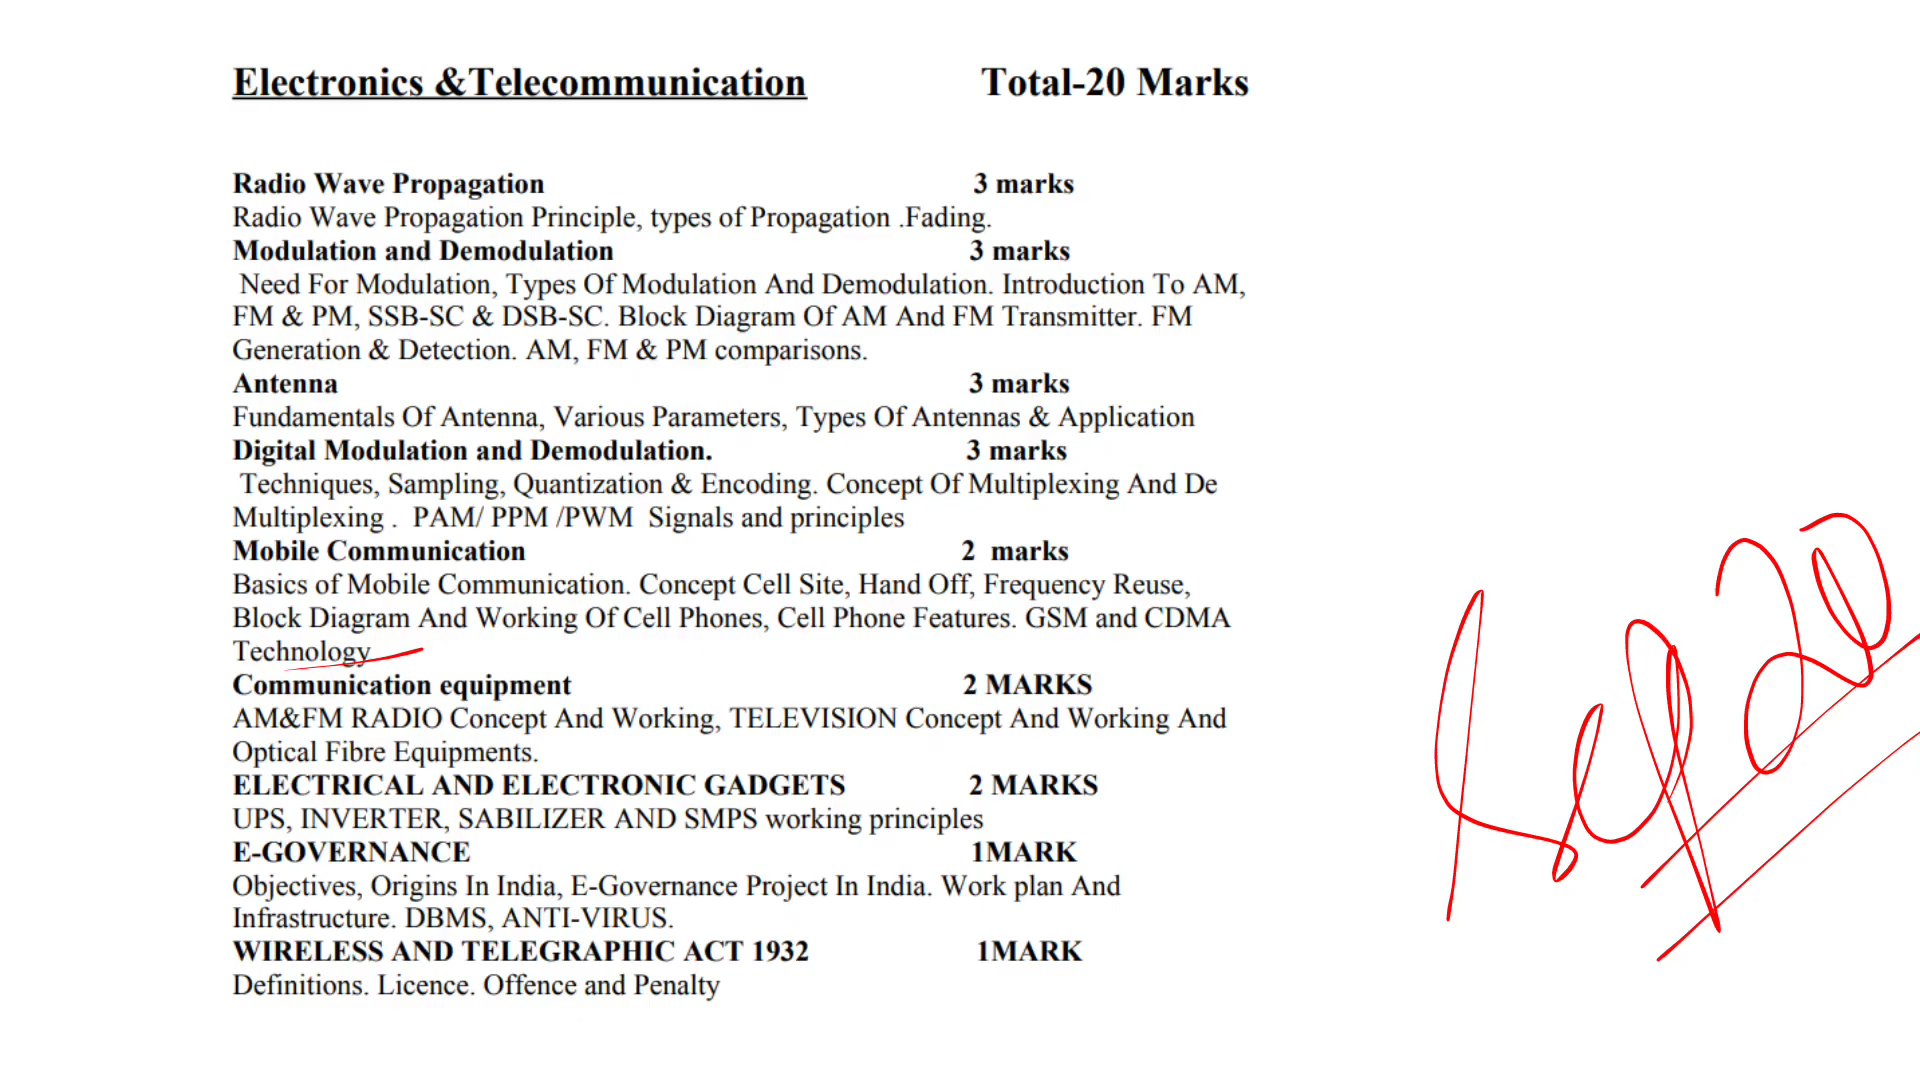 Electronics &Telecommunication Total-20 Marks
Radio Wave Propagation 3 marks
Radio Wave Propagation Principle, types of Propagation .Fading.
Modulation and Demodulation 3 marks
Need For Modulation, Types Of Modulation And Demodulation. Introduction To AM,
FM & PM, SSB-SC & DSB-SC. Block Diagram Of AM And FM Transmitter. FM
Generation & Detection. AM, FM & PM comparisons.
Antenna 3 marks
Fundamentals Of Antenna, Various Parameters, Types Of Antennas & Application
Digital Modulation and Demodulation. 3 marks
Techniques, Sampling, Quantization & Encoding. Concept Of Multiplexing And De
Multiplexing . PAM/ PPM /PWM Signals and principles
Mobile Communication 2 marks
Basics of Mobile Communication. Concept Cell Site, Hand Off, Frequency Reuse,
Block Diagram And Working Of Cell Phones, Cell Phone Features. GSM and CDMA
Technology
Communication equipment 2 MARKS
AM&FM RADIO Concept And Working, TELEVISION Concept And Working And
Optical Fibre Equipments.
ELECTRICAL AND ELECTRONIC GADGETS 2 MARKS
UPS, INVERTER, SABILIZER AND SMPS working principles
E-GOVERNANCE 1MARK
Objectives, Origins In India, E-Governance Project In India. Work plan And
Infrastructure. DBMS, ANTI-VIRUS.
WIRELESS AND TELEGRAPHIC ACT 1932 1MARK
Definitions. Licence. Offence and Penalty
20